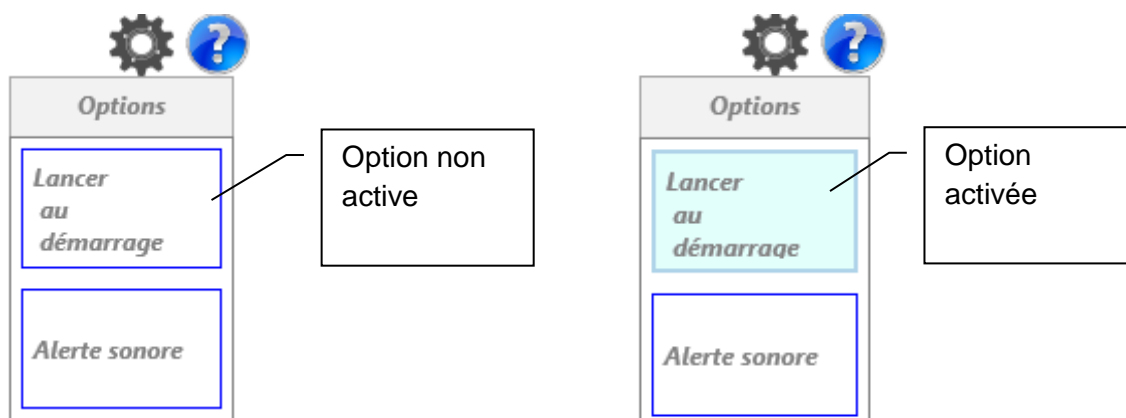 ?
Options
Lancer
au
démarrage
Alerte sonore
Option non
active
?
Options
Lancer
au
démarrage
Alerte sonore
Option
activée